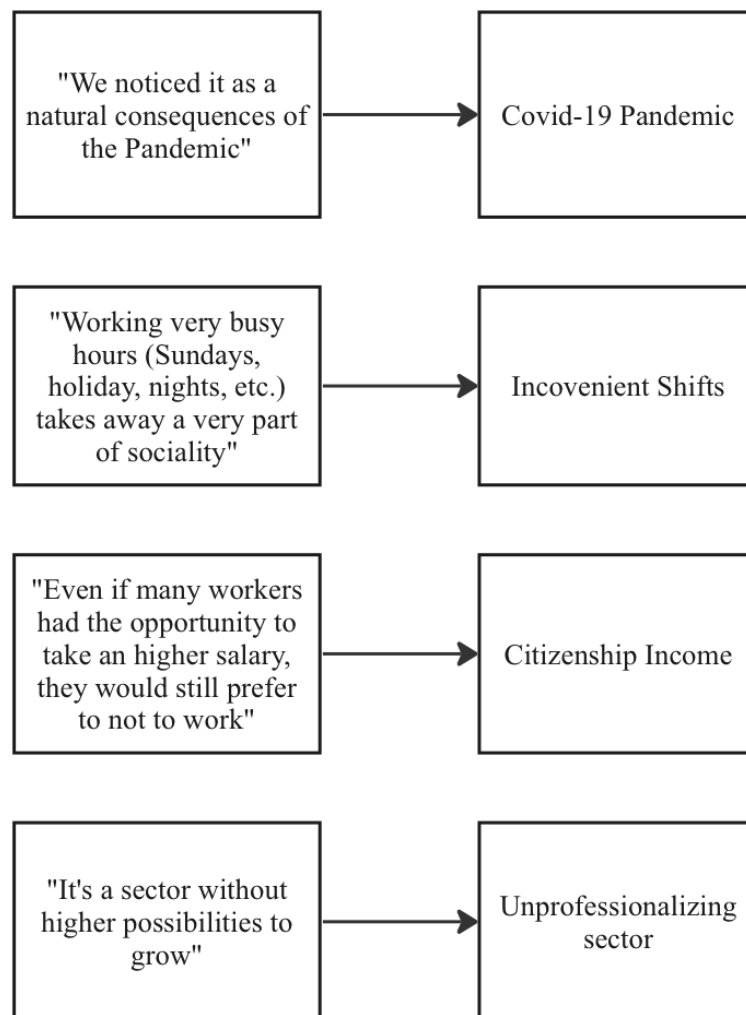 "We noticed it as a
natural consequences of
the Pandemic"
Covid-19 Pandemic
"Working very busy
hours (Sundays,
holiday, nights, etc.)
takes away a very part
of sociality"
Incovenient Shifts
"Even if many workers
had the opportunity to
take an higher salary,
they would still prefer
to not to work"
Citizenship Income
"It's a sector without
higher possibilities to
grow"
Unprofessionalizing
sector